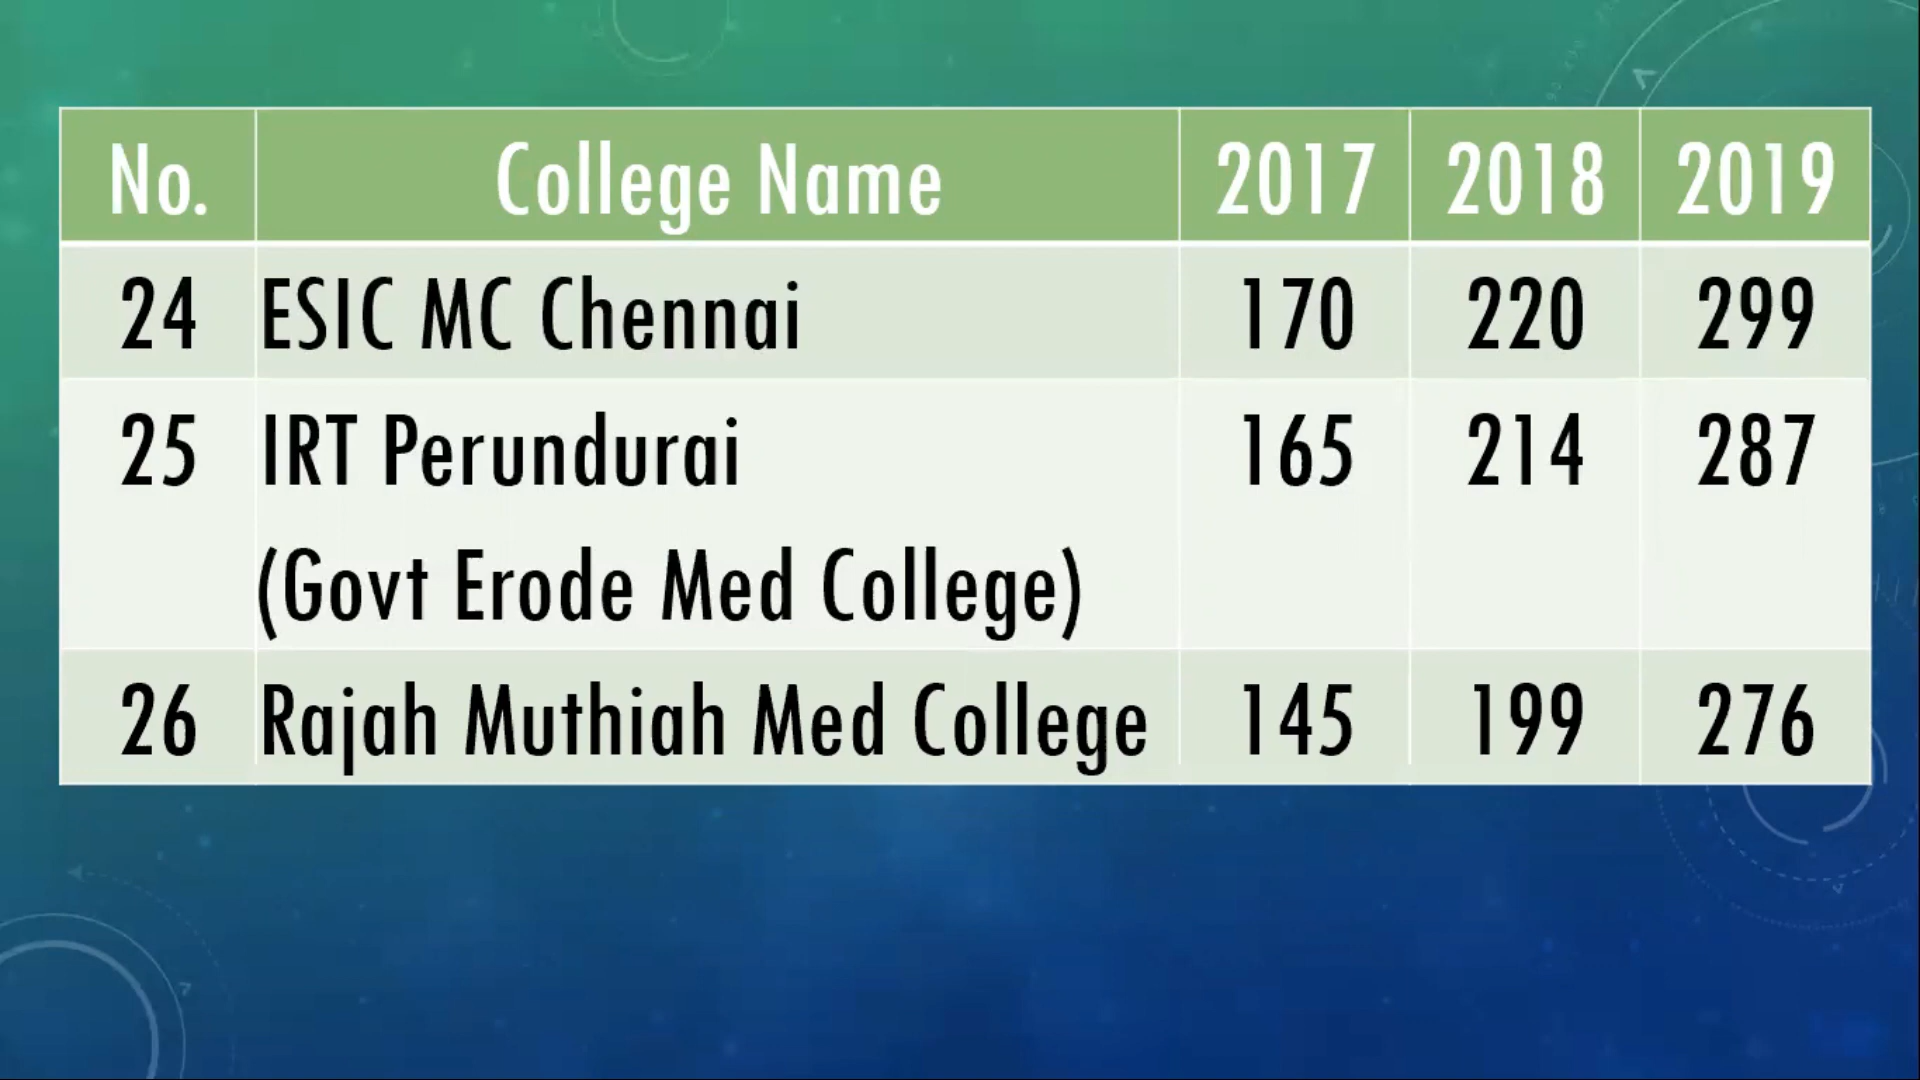 No. College Name 2017 2018 2019
24 ESIC MC Chennai 170 220 299
25 IRT Perundurai 165 214 287
(Govt Erode Med College)
26 Rajah Muthiah Med College 145 199 276